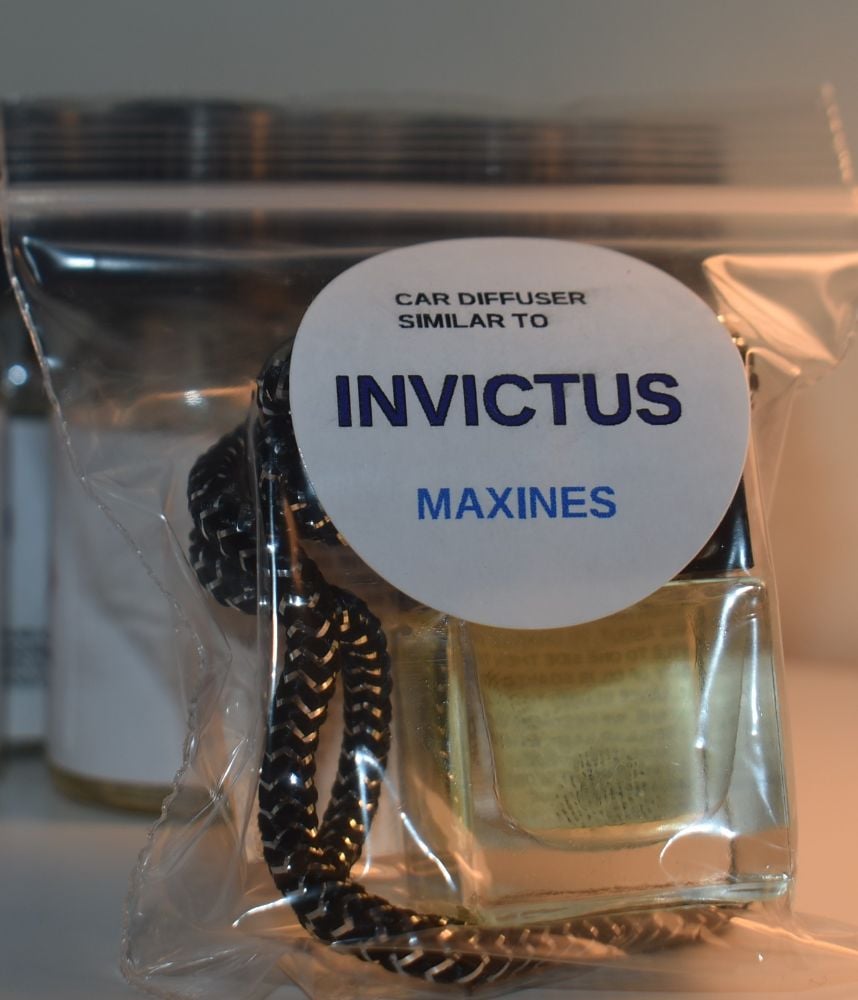 CAR DIFFUSER
SIMILAR TO
INVICTUS
MAXINES